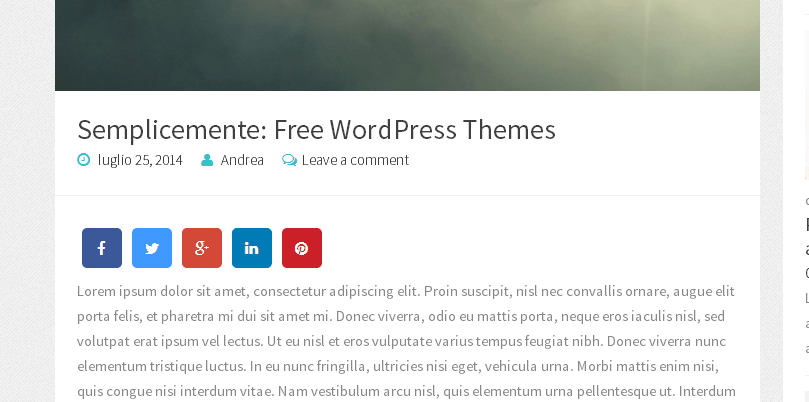 Semplicemente: Free WordPress Themes
luglio 25, 2014 Andrea Leave a comment
Lorem ipsum dolor sit amet, consectetur adipiscing elit. Proin suscipit, nisl nec convallis ornare, augue elit
porta felis, et pharetra mi dui sit amet mi. Donec viverra, odio eu mattis porta, neque eros iaculis nisl, sed
volutpat erat ipsum vel lectus. Ut eu nisl et eros vulputate varius tempus feugiat nibh. Donec viverra nunc
elementum tristique luctus. In eu nunc fringilla, ultricies nisi eget, vehicula urna. Morbi mattis enim nisi,
quis congue nisi interdum vitae. Nam vestibulum arcu nisl, quis elementum urna pellentesque ut. Interdum